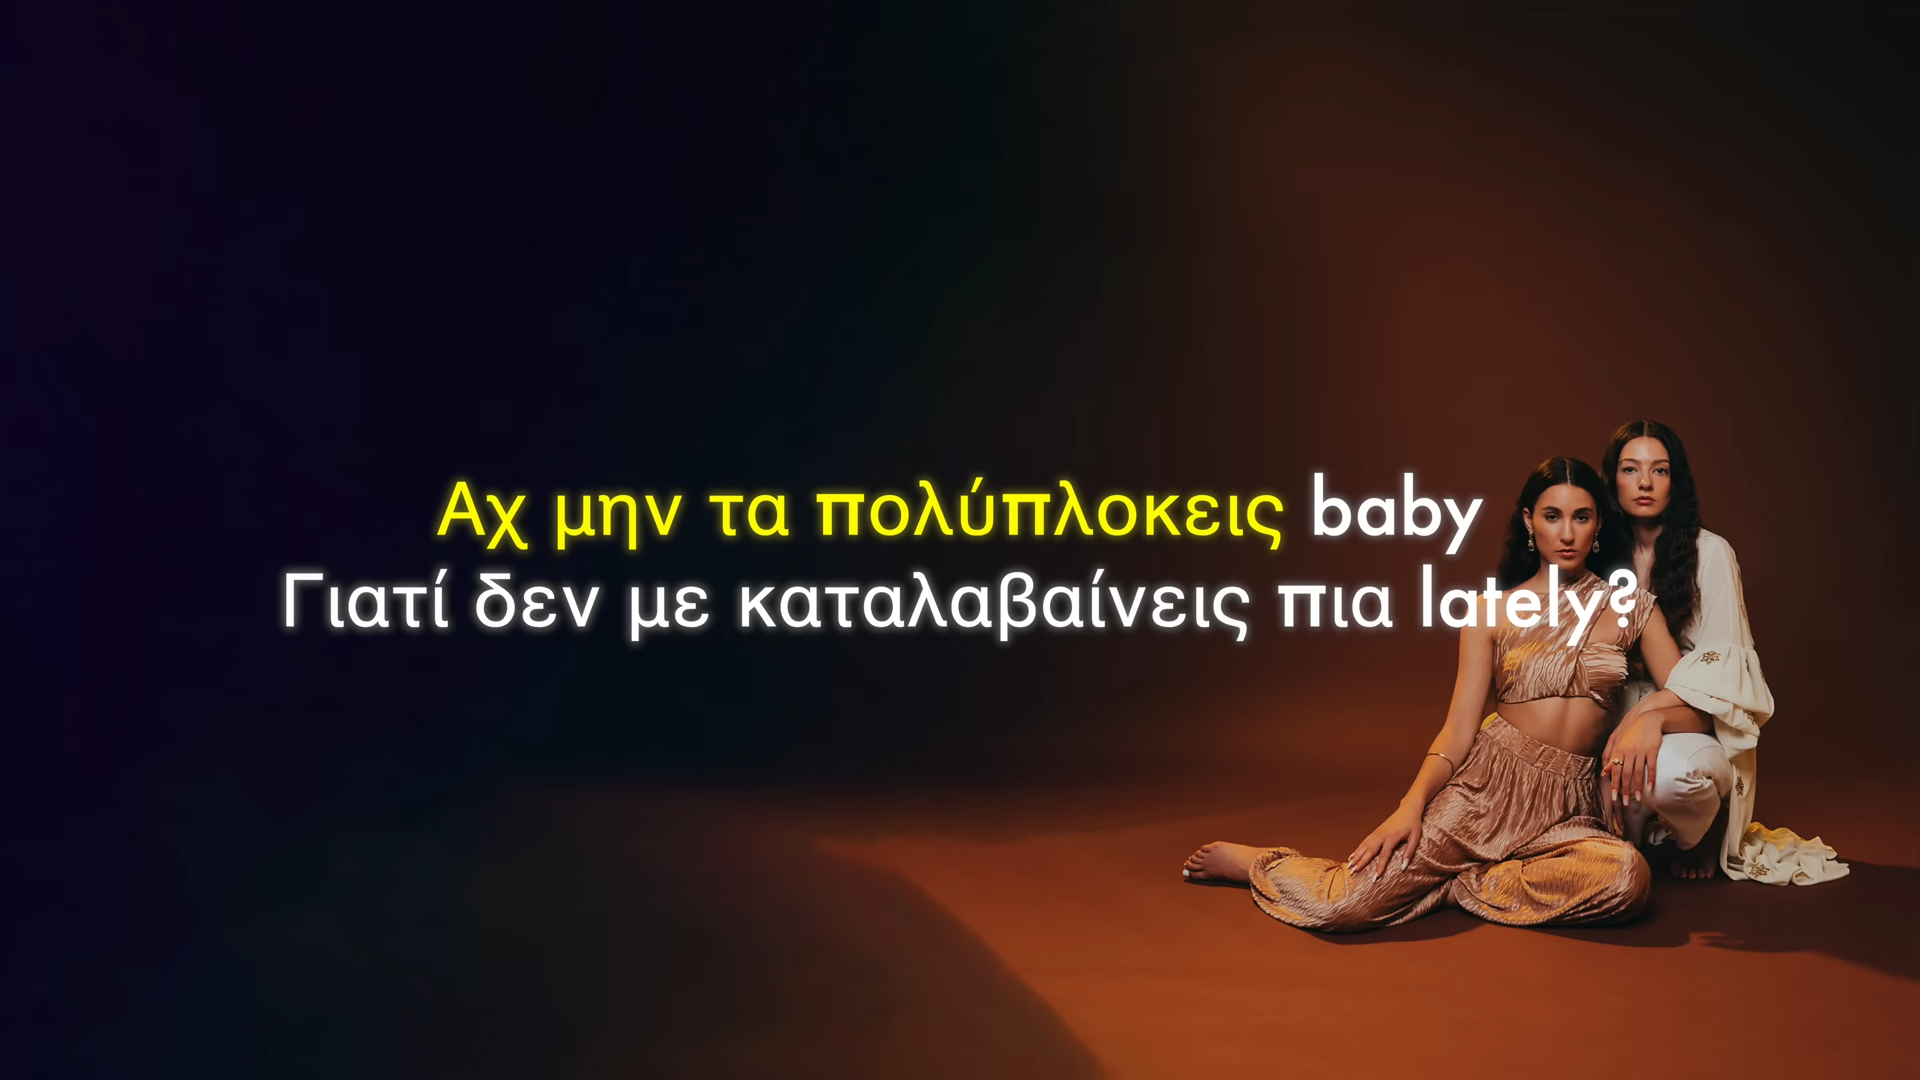 Αχ μην τα πολύπλοκεις baby
Γιατί δεν με καταλαβαίνεις πια lately?